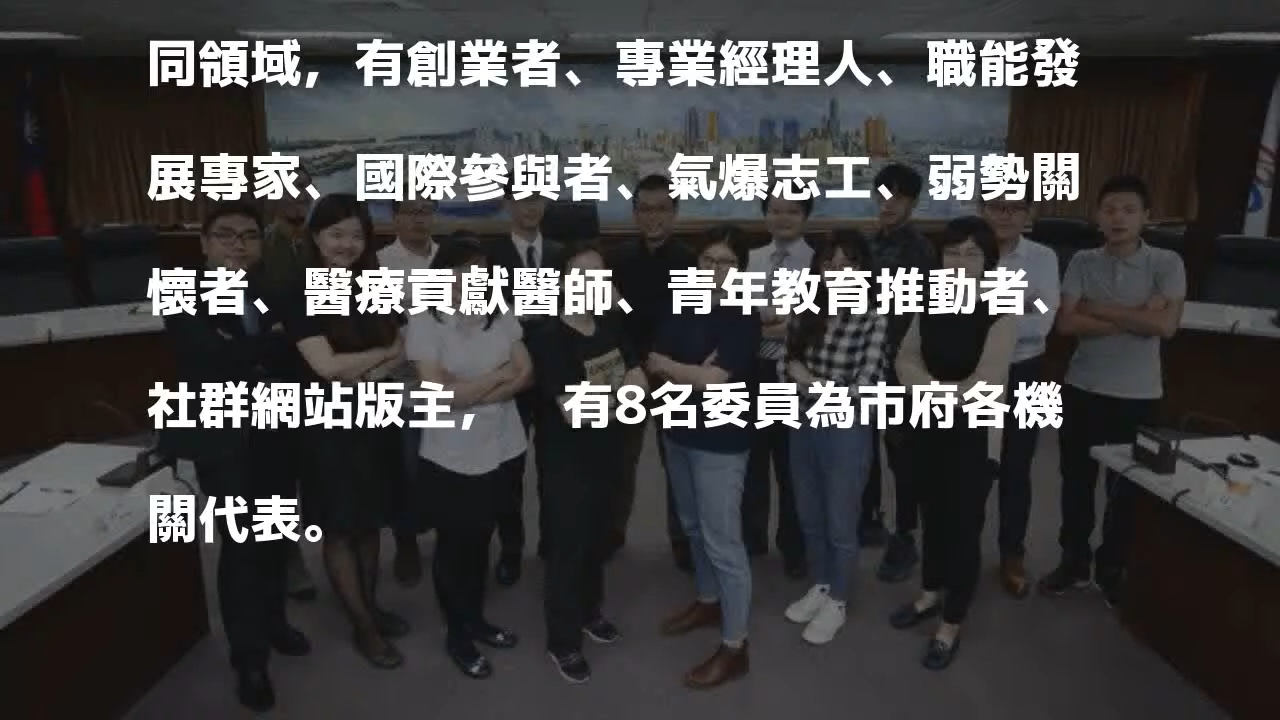 同領域，有創業者、專業經理人、職能發
展專家、國際參與者、氣爆志工、弱勢關
懷者、醫療貢獻醫師、青年教育推動者、
社群網站版主，　有8名委員為市府各機
關代表。